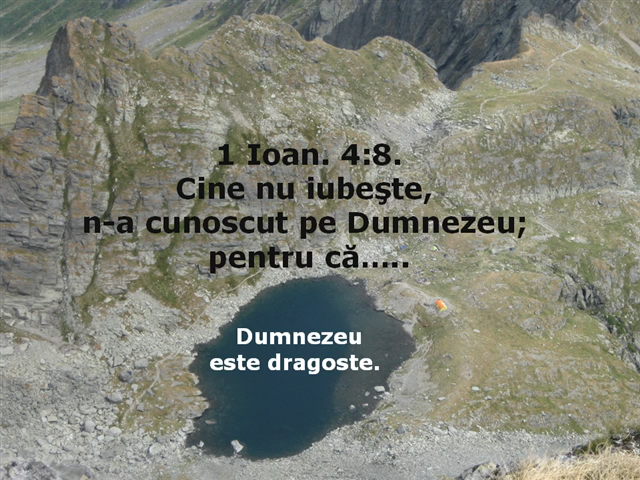 1 Ioan. 4:8.
Cine nu iubeşte,
n-a cunoscut pe Dumnezeu;
pentru că.....
Dumnezeu
este dragoste.